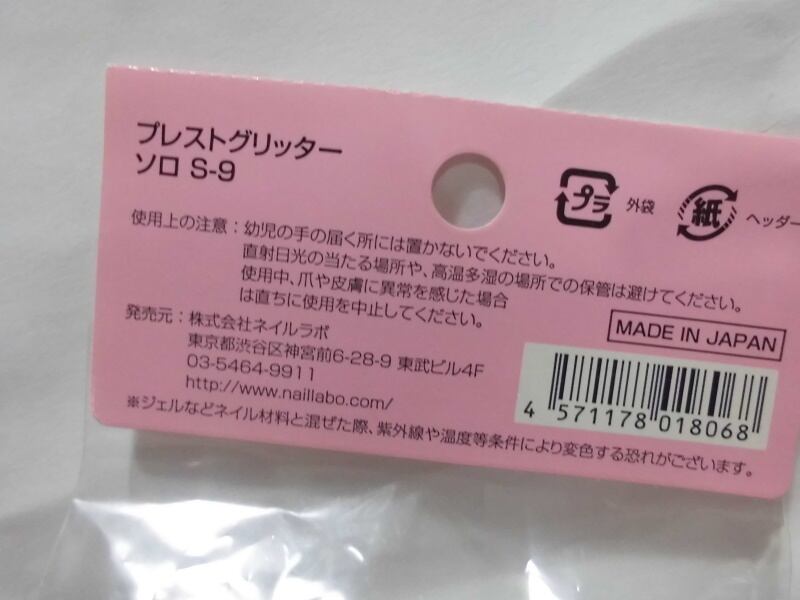 プレストグリッター
ソロ S-9
プラ 外袋
紙 ヘッダー
使用上の注意：幼児の手の届く所には置かないでください。
直射日光の当たる場所や、高温多湿の場所での保管は避けてください。
使用中、爪や皮膚に異常を感じた場合
は直ちに使用を中止してください。
発売元：株式会社ネイルラボ
東京都渋谷区神宮前6-28-9 東武ビル4F
03-5464-9911
http://www.naillabo.com/
MADE IN JAPAN
4 571178 018068
※ジェルなどネイル材料と混ぜた際、紫外線や温度等条件により変色する恐れがございます。